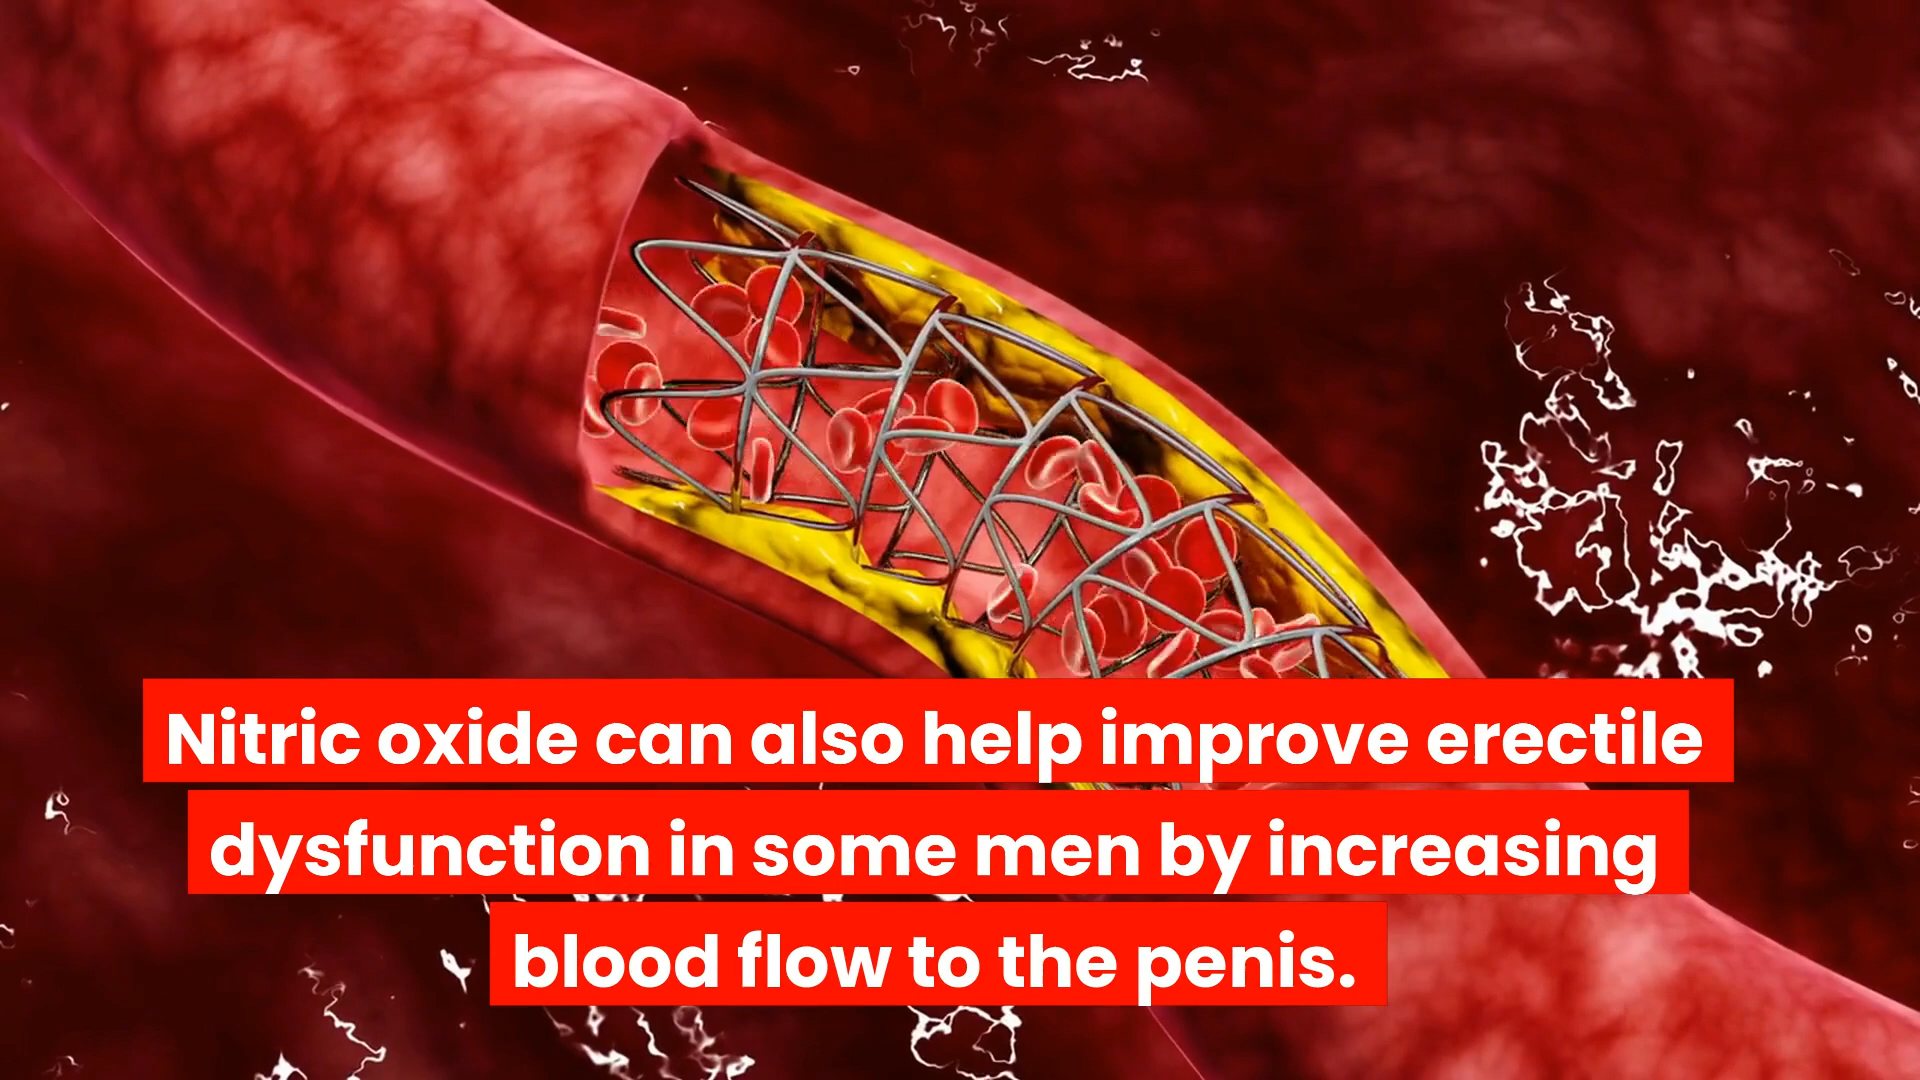 Nitric oxide can also help improve erectile
dysfunction in some men by increasing
blood flow to the penis.